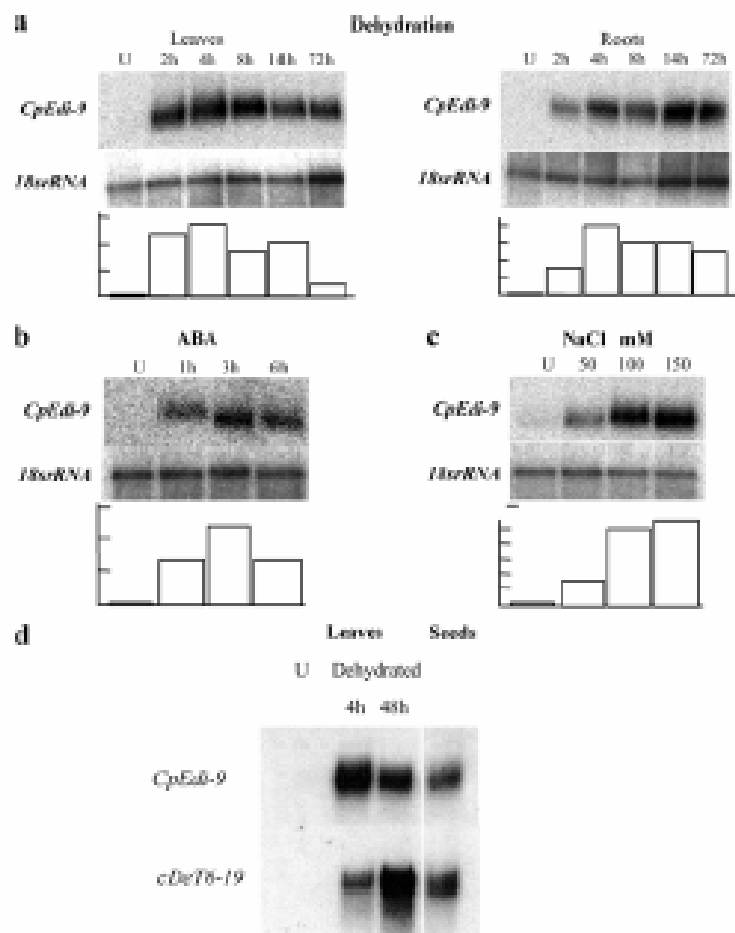 a Dehydration
Leaves Roots
U 2h 6h 8h 14h 72h U 2h 4h 8h 14h 72h
CpEdi-9 CpEdi-9
18srRNA 18srRNA
b ABA c NaCl mM
U 1h 3h 6h U 50 100 150
CpEdi-9 CpEdi-9
18srRNA 18srRNA
d Leaves Seeds
U Dehydrated
4h 48h
CpEdi-9
cDeT6-19